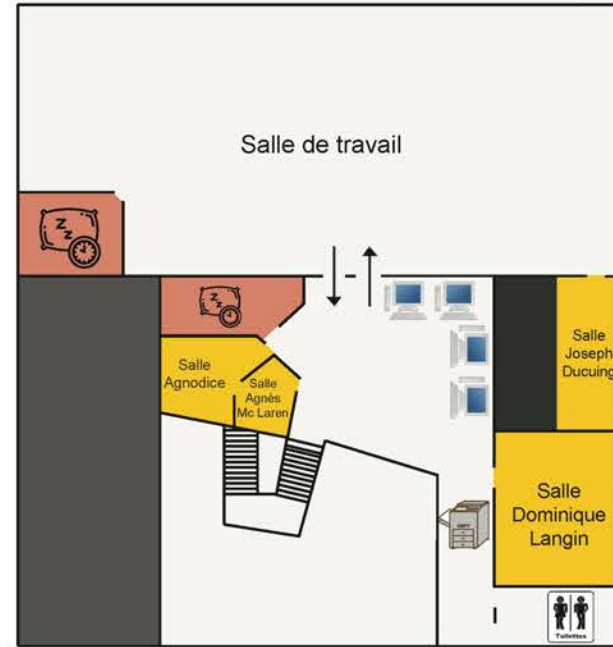 Salle de travail
Z
Z
Z
Z
Z
Z
Salle
Agnodice
Salle
Agnès
Mc Laren
Salle
Joseph
Ducuing
Salle
Dominique
Langin
Toilettes